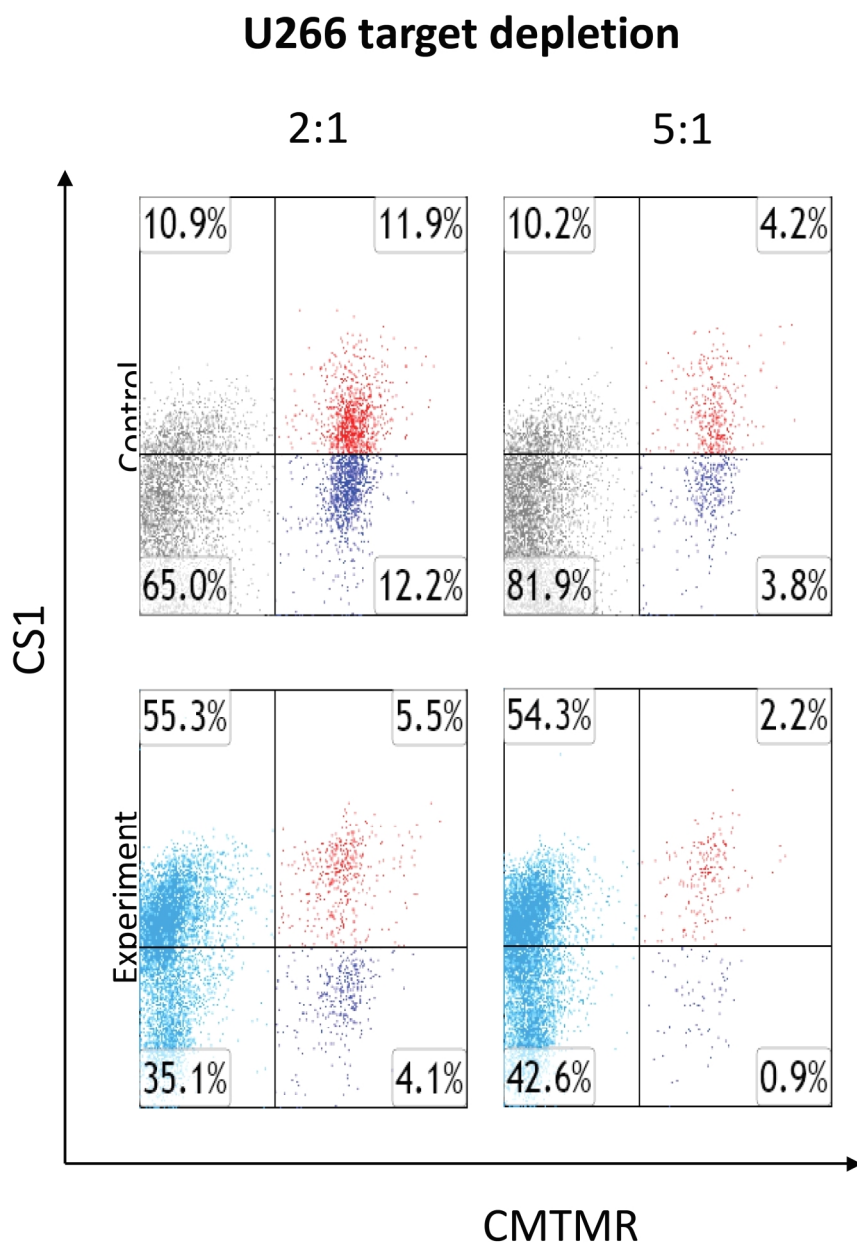 U266 target depletion
2:1 5:1
10.9% 11.9% 10.2% 4.2%
Control
65.0% 12.2% 81.9% 3.8%
CS1
55.3% 5.5% 54.3% 2.2%
Experiment
35.1% 4.1% 42.6% 0.9%
CMTMR